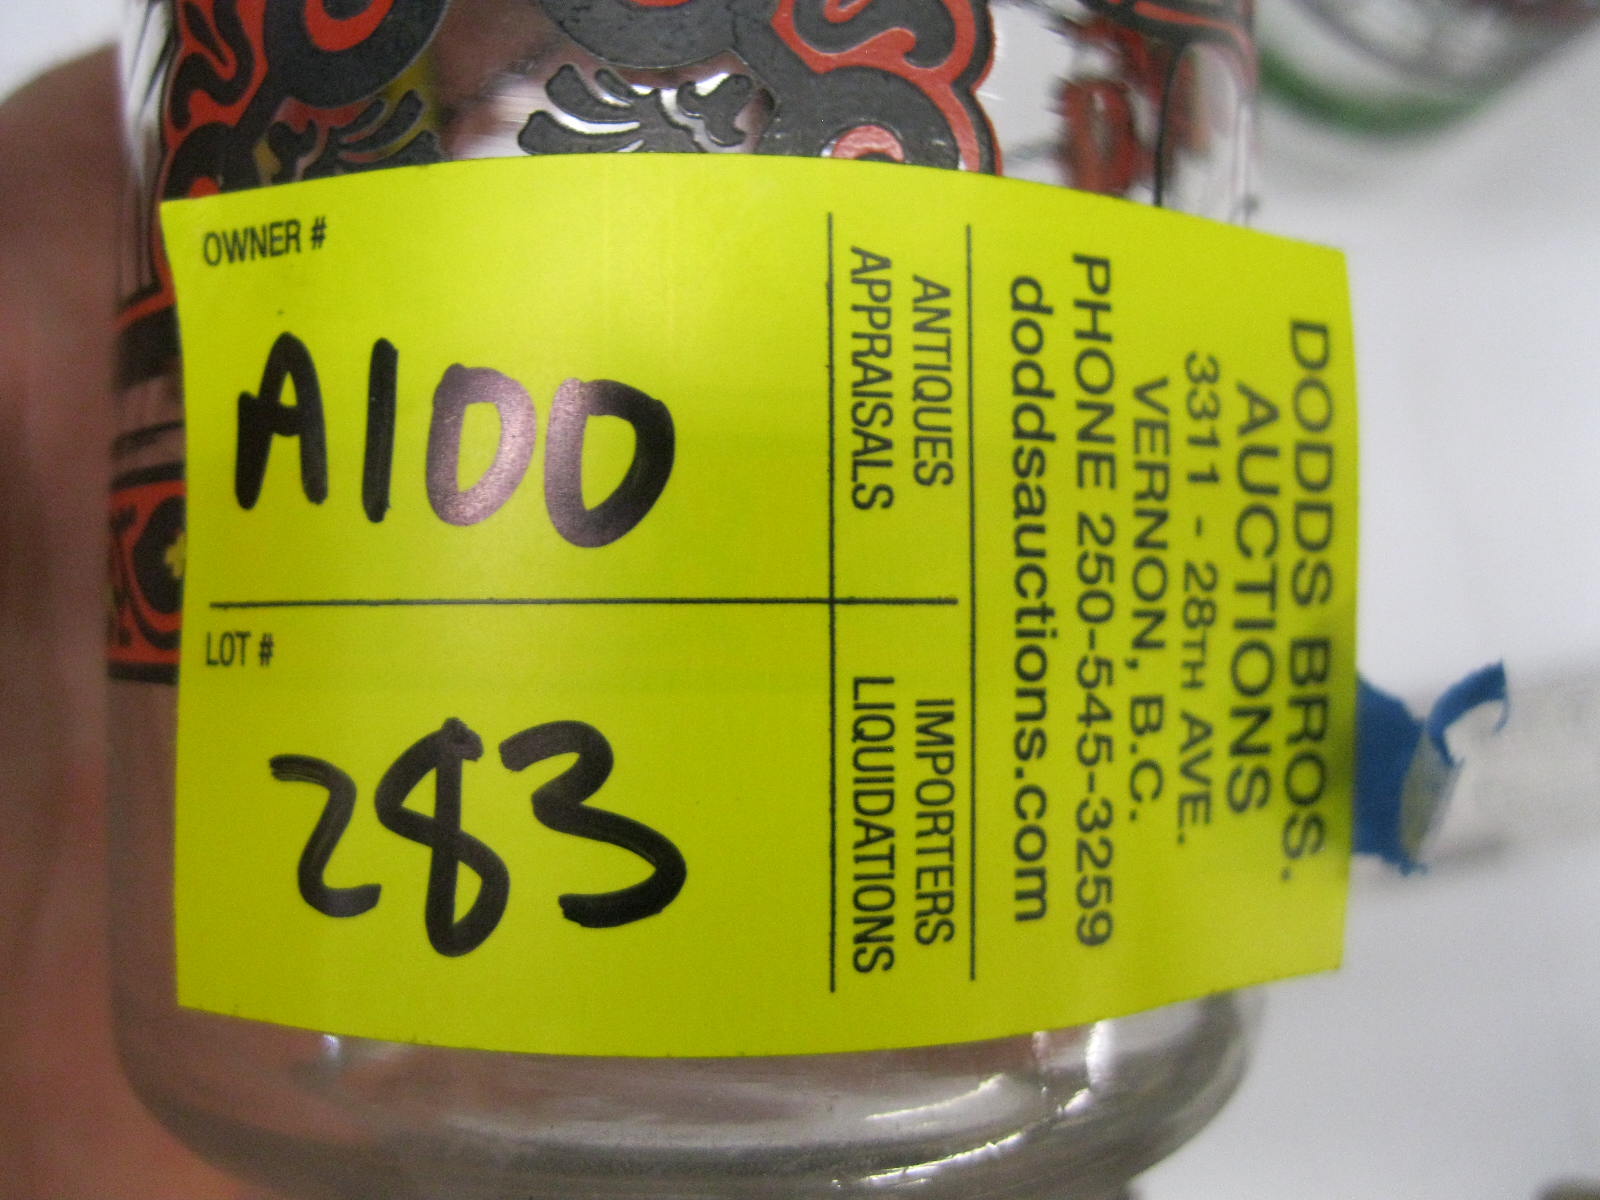 OWNER #
A100
LOT #
283
ANTIQUES
APPRAISALS
IMPORTERS
LIQUIDATIONS
DODDS BROS.
AUCTIONS
3311 - 28TH AVE.
VERNON, B.C.
PHONE 250-545-3259
doddsauctions.com